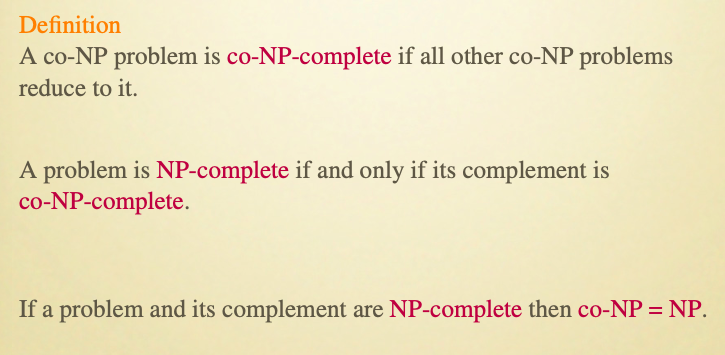 Definition
A co-NP problem is co-NP-complete if all other co-NP problems
reduce to it.
A problem is NP-complete if and only if its complement is
co-NP-complete.
If a problem and its complement are NP-complete then co-NP = NP.